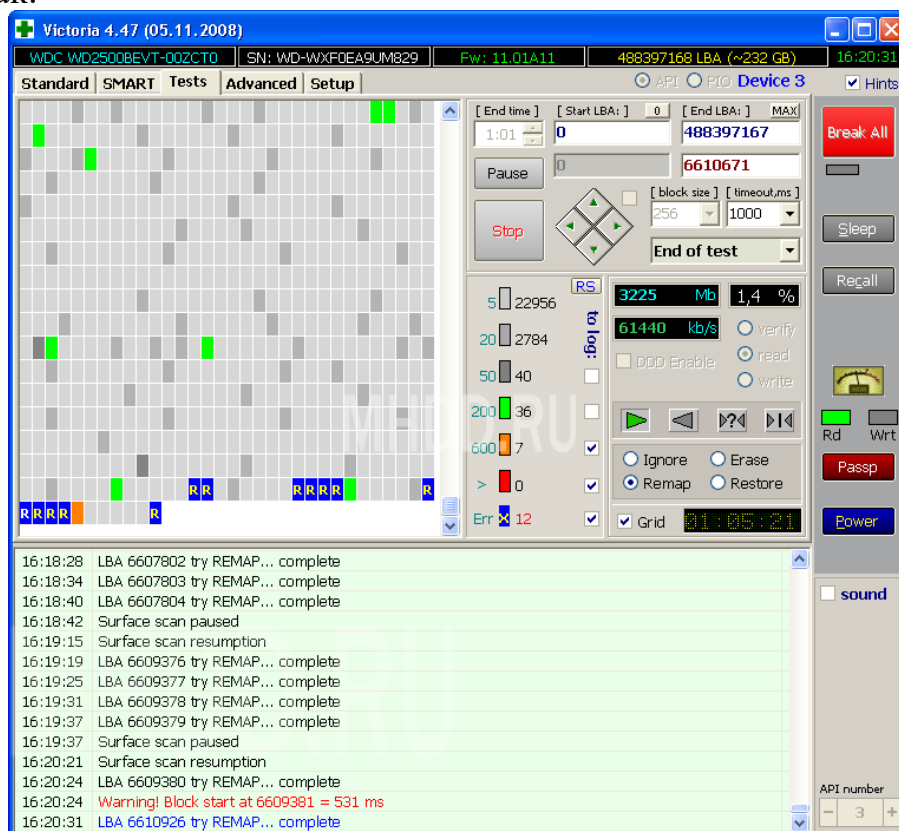 Victoria 4.47 (05.11.2008)
WDC WD2500BEVT-00ZCT0 SN: WD-WXF0EA9UM829 Fw: 11.01A11 488397168 LBA (~232 GB) 16:20:31
Standard SMART Tests Advanced Setup API PIO Device 3 Hints
[ End time ] [ Start LBA: ] 0 [ End LBA: ] MAX
1:01 0 488397167
Break All
Pause 0 6610671
[ block size ] [ timeout,ms ]
256 1000
Stop
End of test
Sleep
Recall
RS
to log:
5 22956
20 2784
50 40
200 36
600 7
> 0
Err x 12
3225 Mb 1,4 %
61440 kb/s verify
DDD Enable read
write
Rd Wrt
Ignore Erase
Remap Restore
Passp
Grid 01:05:21
Power
R R R R R R R
R R R R R
MHDD.RU
16:18:28 LBA 6607802 try REMAP... complete
16:18:34 LBA 6607803 try REMAP... complete
16:18:40 LBA 6607804 try REMAP... complete
16:18:42 Surface scan paused
16:19:15 Surface scan resumption
16:19:19 LBA 6609376 try REMAP... complete
16:19:25 LBA 6609377 try REMAP... complete
16:19:31 LBA 6609378 try REMAP... complete
16:19:37 LBA 6609379 try REMAP... complete
16:19:37 Surface scan paused
16:20:21 Surface scan resumption
16:20:24 LBA 6609380 try REMAP... complete
16:20:24 Warning! Block start at 6609381 = 531 ms
16:20:31 LBA 6610926 try REMAP... complete
sound
API number
3